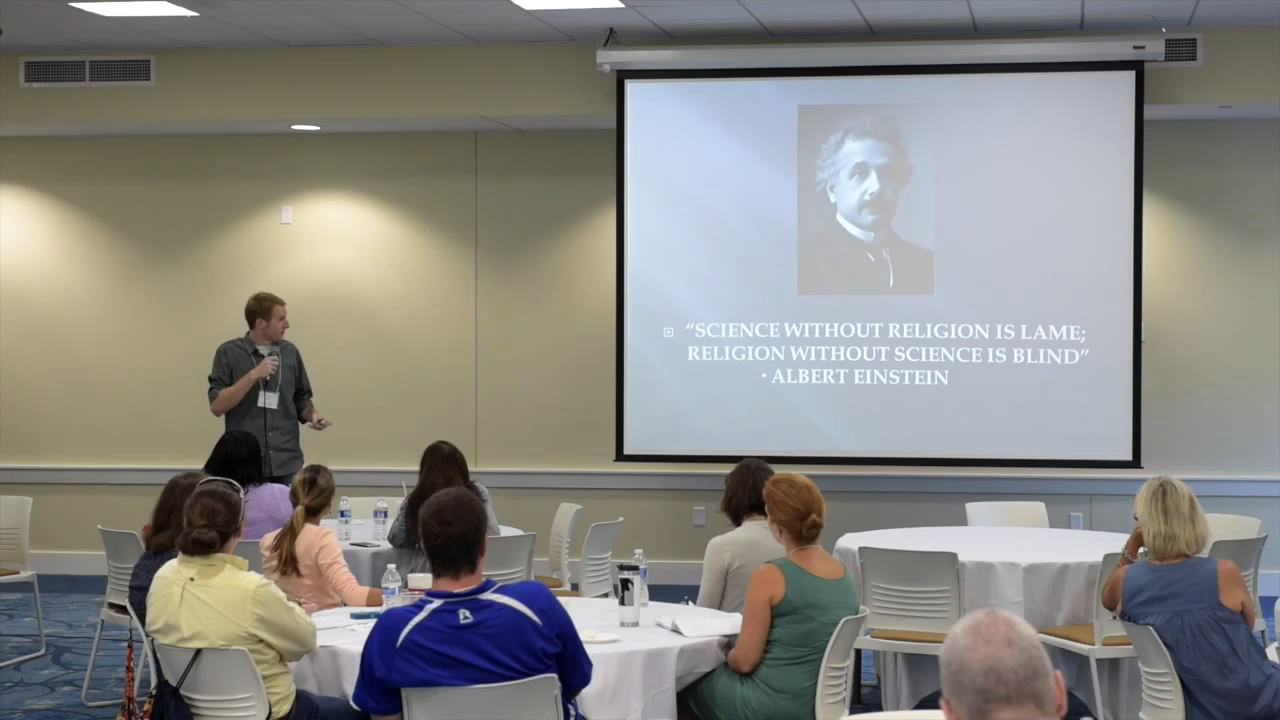 “SCIENCE WITHOUT RELIGION IS LAME;
RELIGION WITHOUT SCIENCE IS BLIND”
• ALBERT EINSTEIN